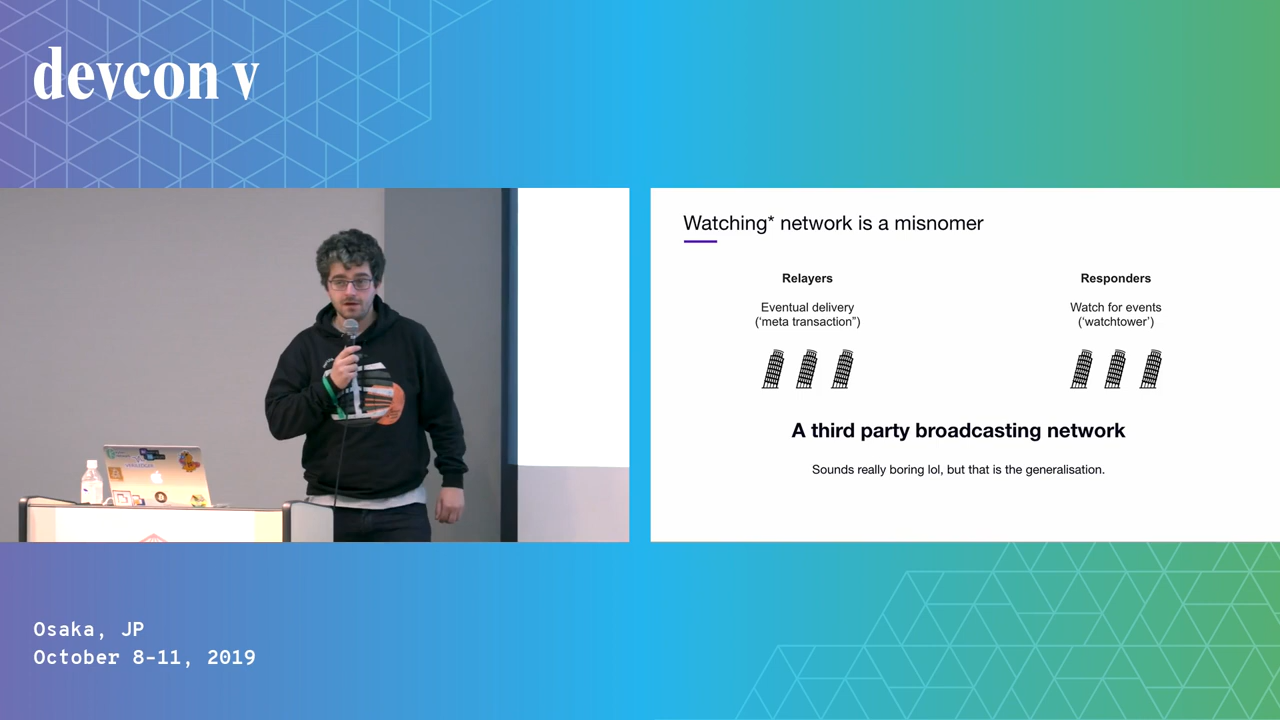 devcon v
Watching* network is a misnomer
Relayers
Eventual delivery
(‘meta transaction”)
Responders
Watch for events
(‘watchtower’)
A third party broadcasting network
Sounds really boring lol, but that is the generalisation.
Osaka, JP
October 8-11, 2019